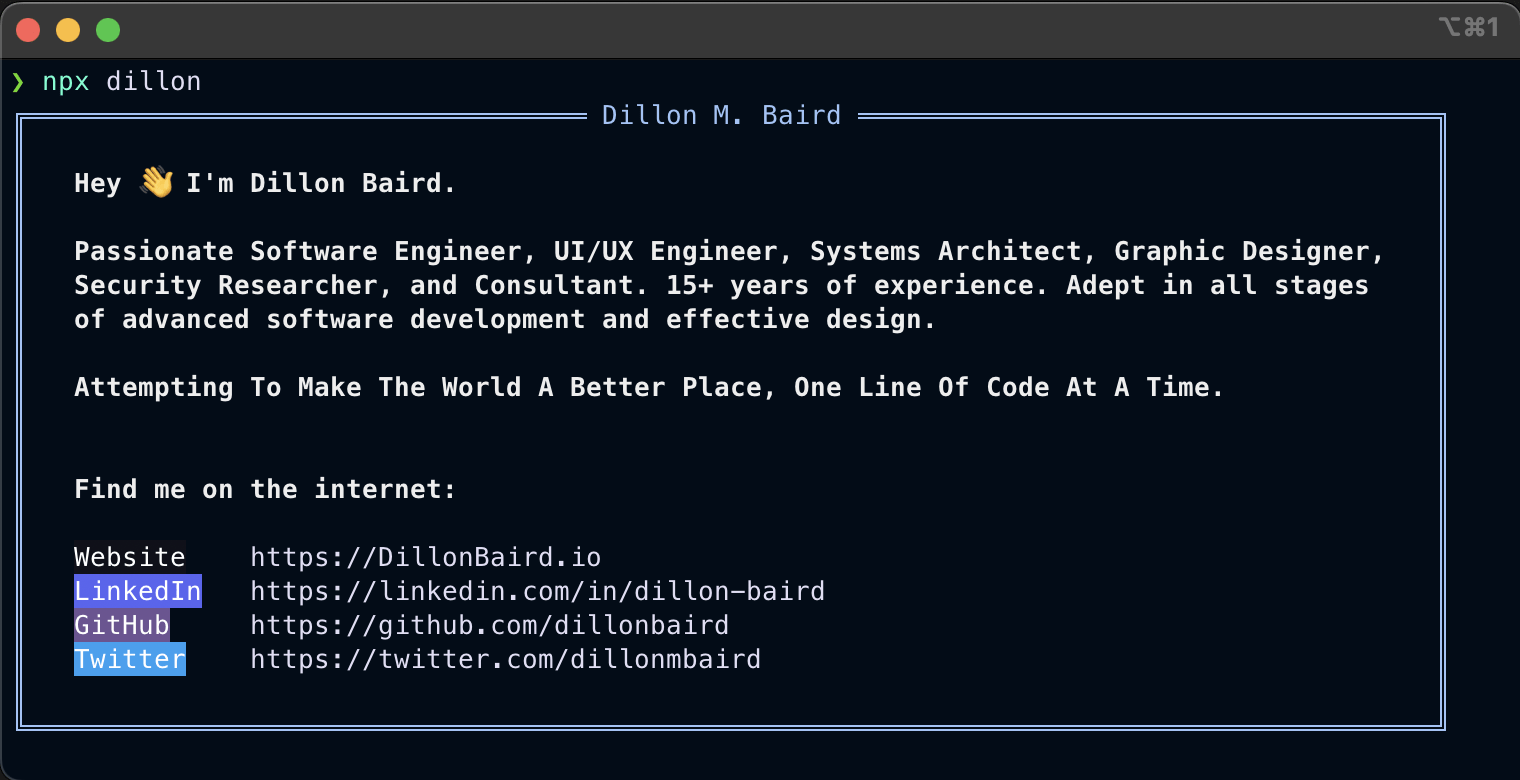 ⌥⌘1
❯ npx dillon
Dillon M. Baird
Hey 👋 I'm Dillon Baird.
Passionate Software Engineer, UI/UX Engineer, Systems Architect, Graphic Designer,
Security Researcher, and Consultant. 15+ years of experience. Adept in all stages
of advanced software development and effective design.
Attempting To Make The World A Better Place, One Line Of Code At A Time.
Find me on the internet:
Website https://DillonBaird.io
LinkedIn https://linkedin.com/in/dillon-baird
GitHub https://github.com/dillonbaird
Twitter https://twitter.com/dillonmbaird